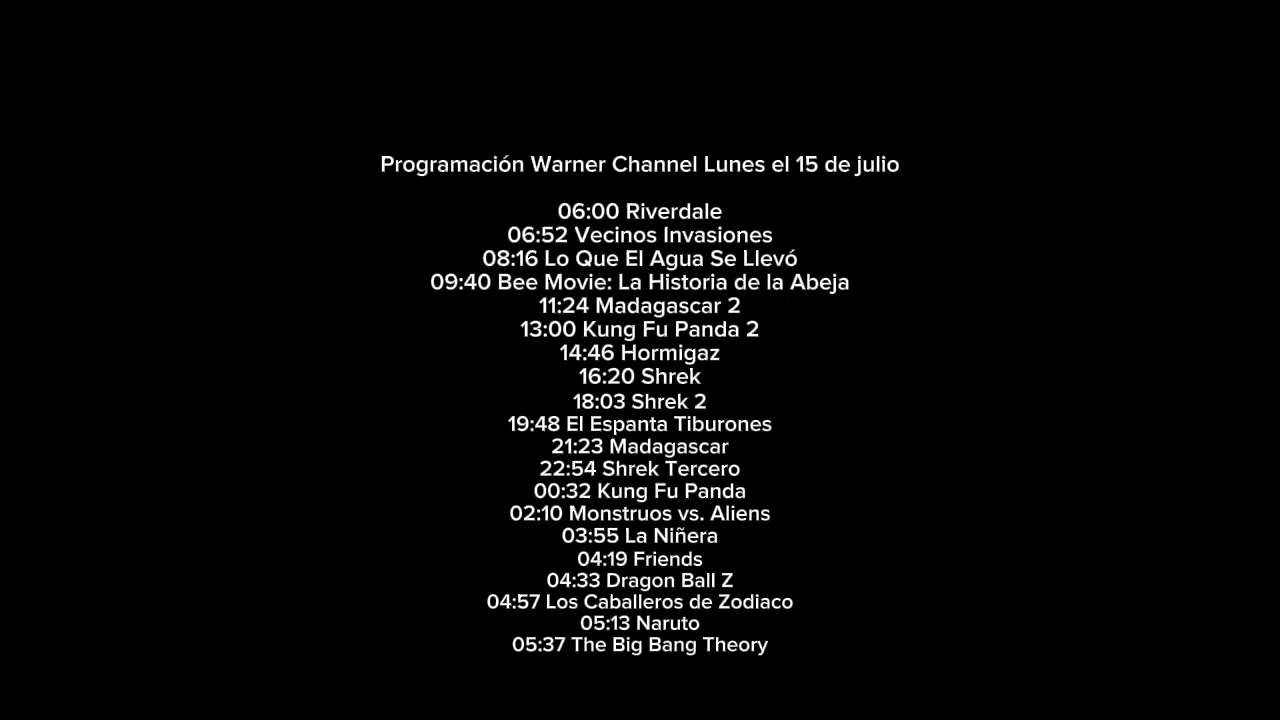 Programación Warner Channel Lunes el 15 de julio
06:00 Riverdale
06:52 Vecinos Invasiones
08:16 Lo Que El Agua Se Llevó
09:40 Bee Movie: La Historia de la Abeja
11:24 Madagascar 2
13:00 Kung Fu Panda 2
14:46 Hormigaz
16:20 Shrek
18:03 Shrek 2
19:48 El Espanta Tiburones
21:23 Madagascar
22:54 Shrek Tercero
00:32 Kung Fu Panda
02:10 Monstruos vs. Aliens
03:55 La Niñera
04:19 Friends
04:33 Dragon Ball Z
04:57 Los Caballeros de Zodiaco
05:13 Naruto
05:37 The Big Bang Theory